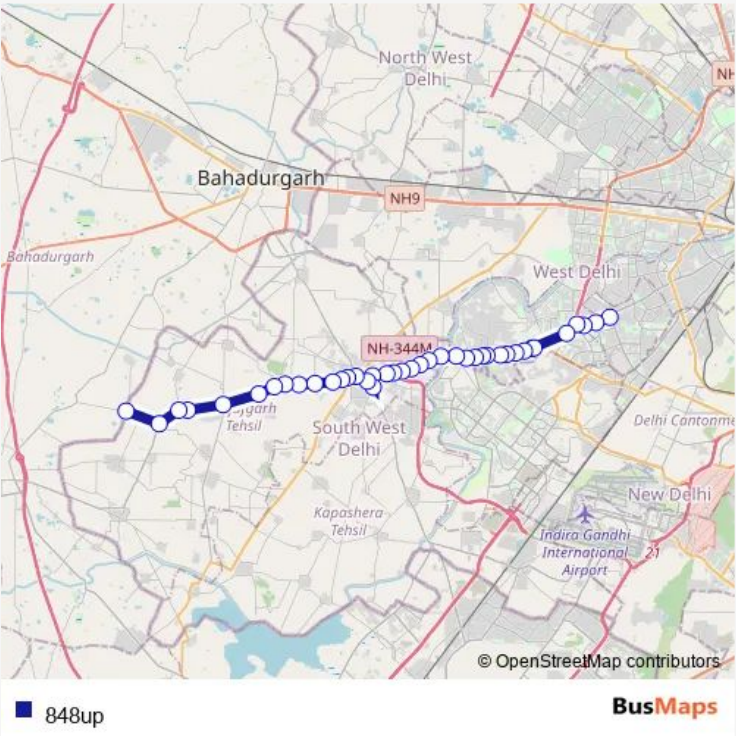 North West
Delhi
NH
Bahadurgarh
NH9
Bahadurgarh
West Delhi
NH-344M
Tehsil
South West
Delhi
Delhi Cantonme
New Delhi
Kapashera
Tehsil
Indira Gandhi
International
Airport
21
© OpenStreetMap contributors
848up
BusMaps